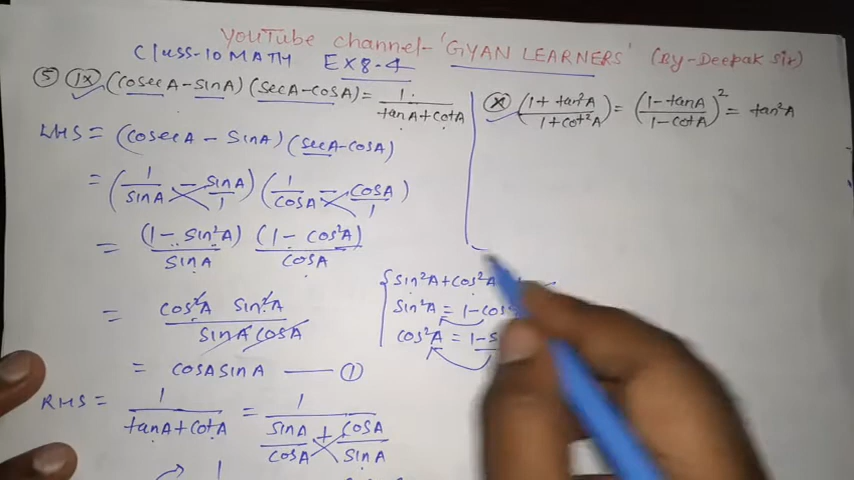 YouTube channel-'GIYAN LEARNERS' (By-Deepak Sir)
Class-10 MATH EX 8.4
(5) (ix) (cosecA - sinA) (secA - cosA) = 1/(tanA + cotA)
LHS = (cosecA - sinA) (secA - cosA)
= (1/sinA - sinA/1) (1/cosA - cosA/1)
= (1 - sin²A)/sinA (1 - cos²A)/cosA
= cos²A sin²A / sinA cosA
= cosA sinA —— ①
RHS = 1/(tanA + cotA) = 1/(sinA/cosA + cosA/sinA)
1
{ sin²A + cos²A
sin²A = 1 - cos
cos²A = 1 - s
(x) (1 + tan²A / 1 + cot²A) = (1 - tanA / 1 - cotA)² = tan²A